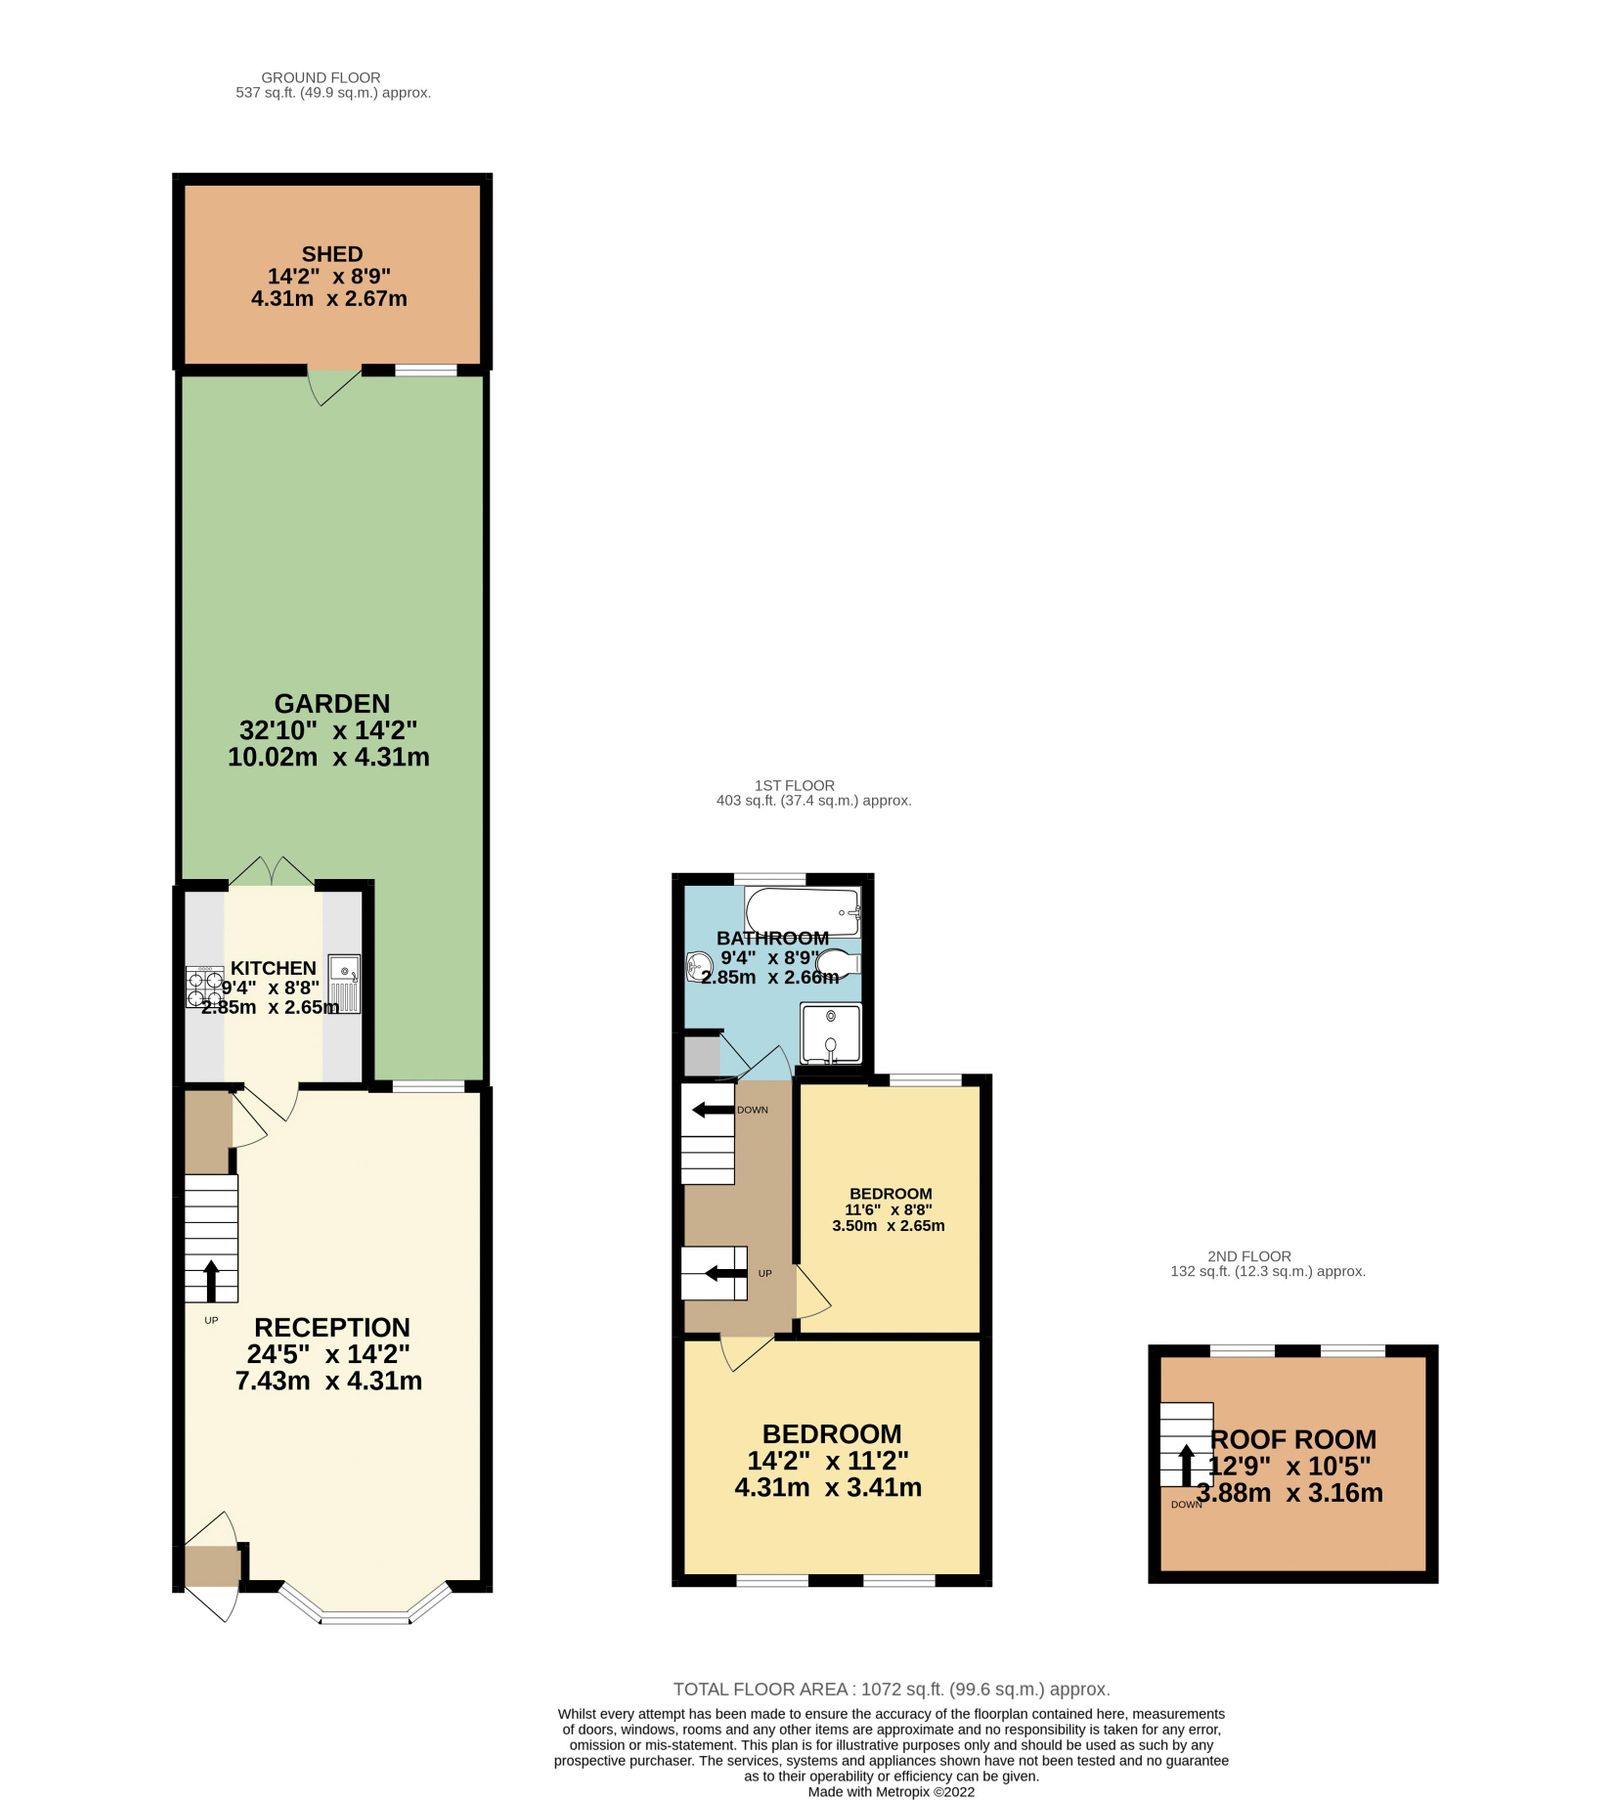 GROUND FLOOR
537 sq.ft. (49.9 sq.m.) approx.
SHED
14'2" x 8'9"
4.31m x 2.67m
GARDEN
32'10" x 14'2"
10.02m x 4.31m
KITCHEN
9'4" x 8'8"
2.85m x 2.65m
UP
RECEPTION
24'5" x 14'2"
7.43m x 4.31m
1ST FLOOR
403 sq.ft. (37.4 sq.m.) approx.
BATHROOM
9'4" x 8'9"
2.85m x 2.66m
DOWN
BEDROOM
11'6" x 8'8"
3.50m x 2.65m
UP
BEDROOM
14'2" x 11'2"
4.31m x 3.41m
2ND FLOOR
132 sq.ft. (12.3 sq.m.) approx.
ROOF ROOM
12'9" x 10'5"
3.88m x 3.16m
DOWN
TOTAL FLOOR AREA : 1072 sq.ft. (99.6 sq.m.) approx.
Whilst every attempt has been made to ensure the accuracy of the floorplan contained here, measurements
of doors, windows, rooms and any other items are approximate and no responsibility is taken for any error,
omission or mis-statement. This plan is for illustrative purposes only and should be used as such by any
prospective purchaser. The services, systems and appliances shown have not been tested and no guarantee
as to their operability or efficiency can be given.
Made with Metropix ©2022